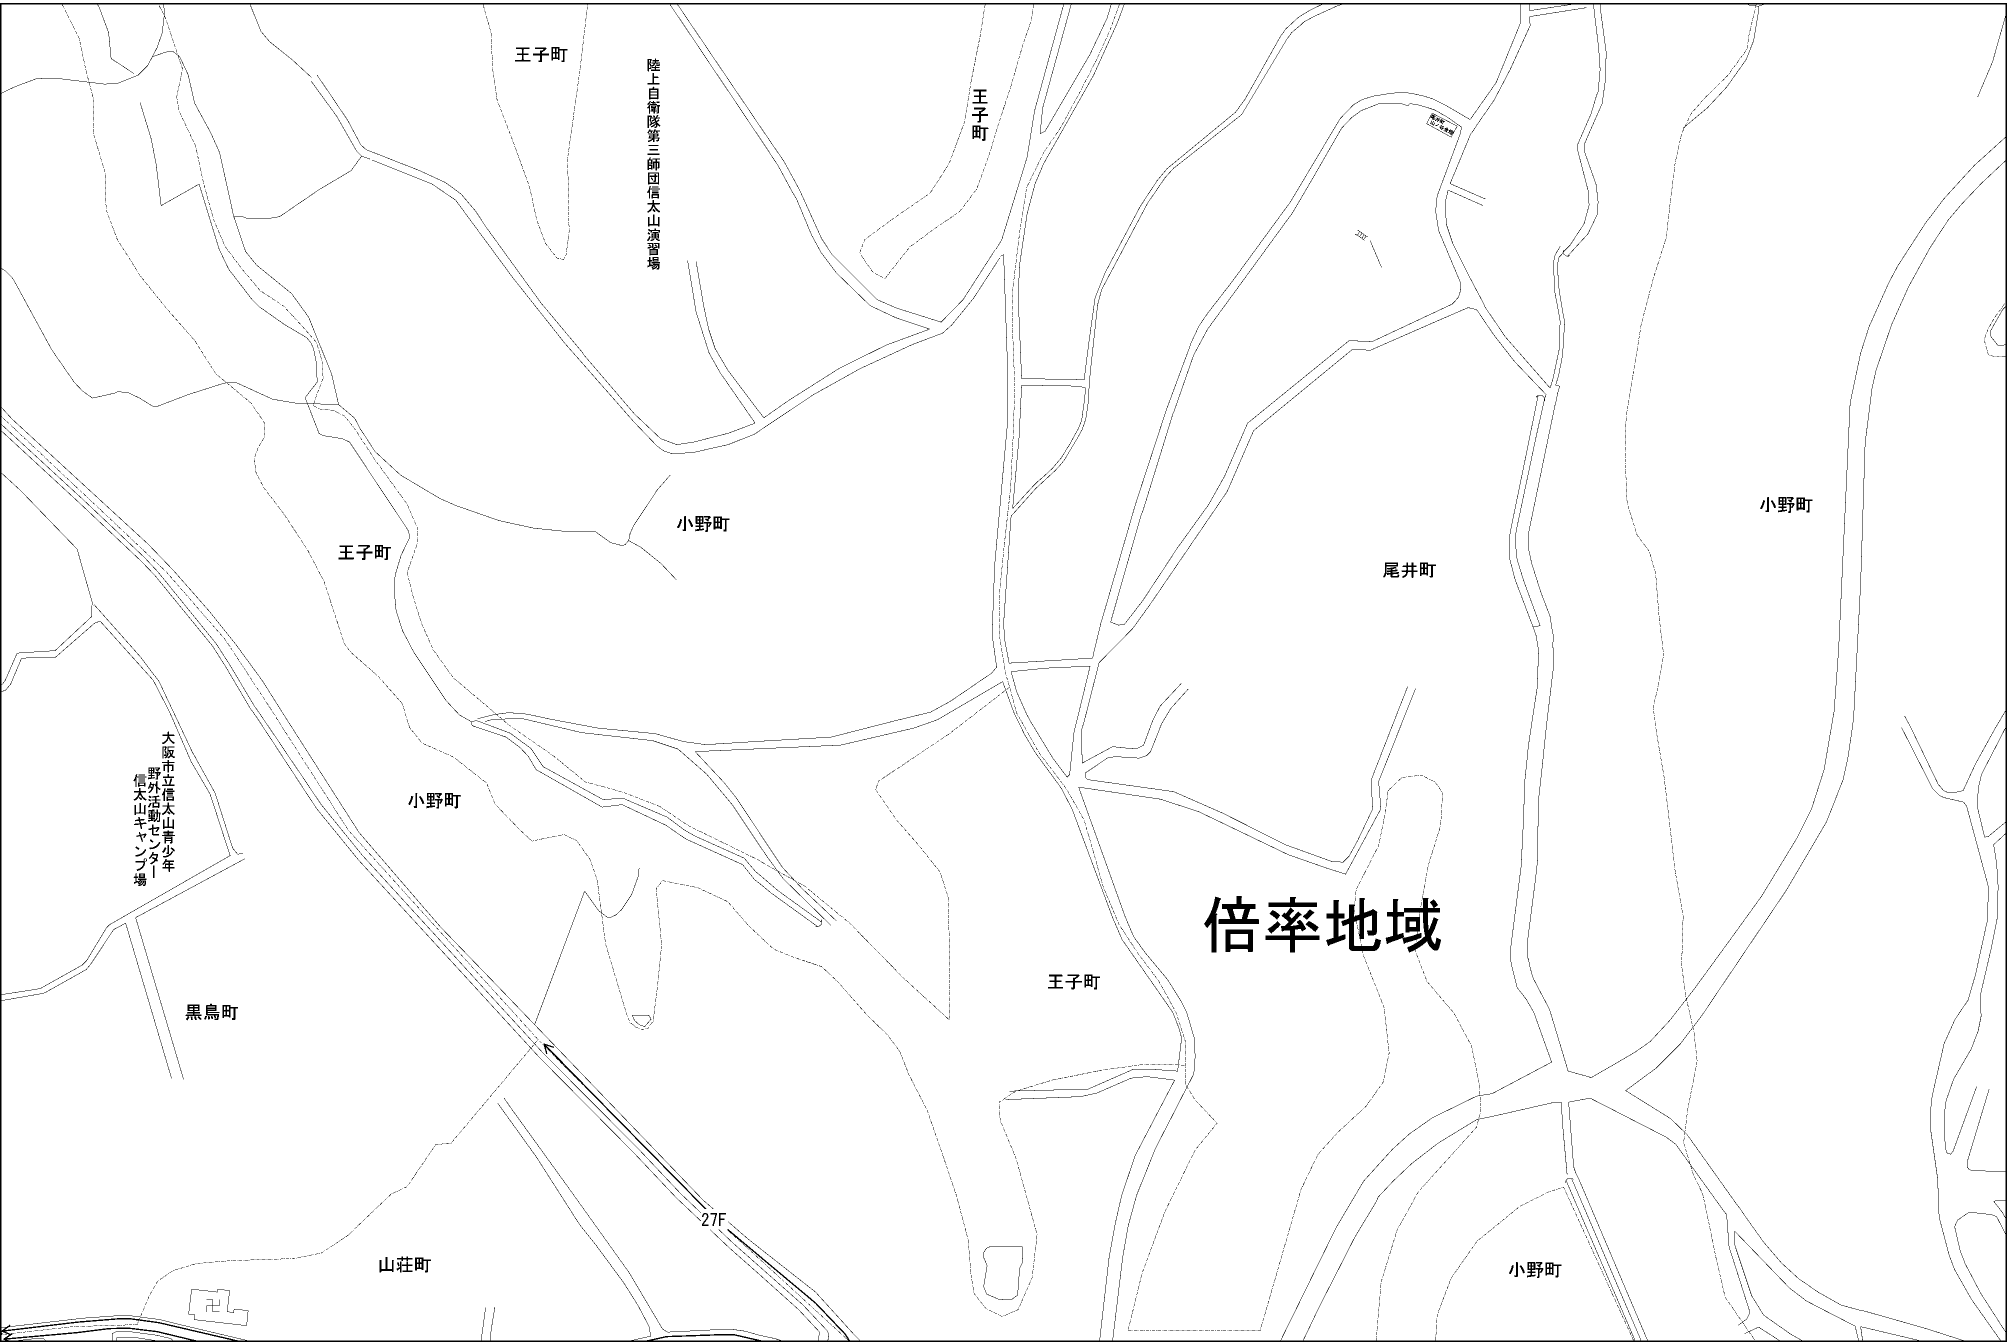 王子町
陸上自衛隊第三師団信太山演習場
王子町
小野町
小野町
王子町
尾井町
大阪市立信太山青少年
野外活動センター
信太山キャンプ場
小野町
倍率地域
王子町
黒鳥町
27F
山荘町
小野町